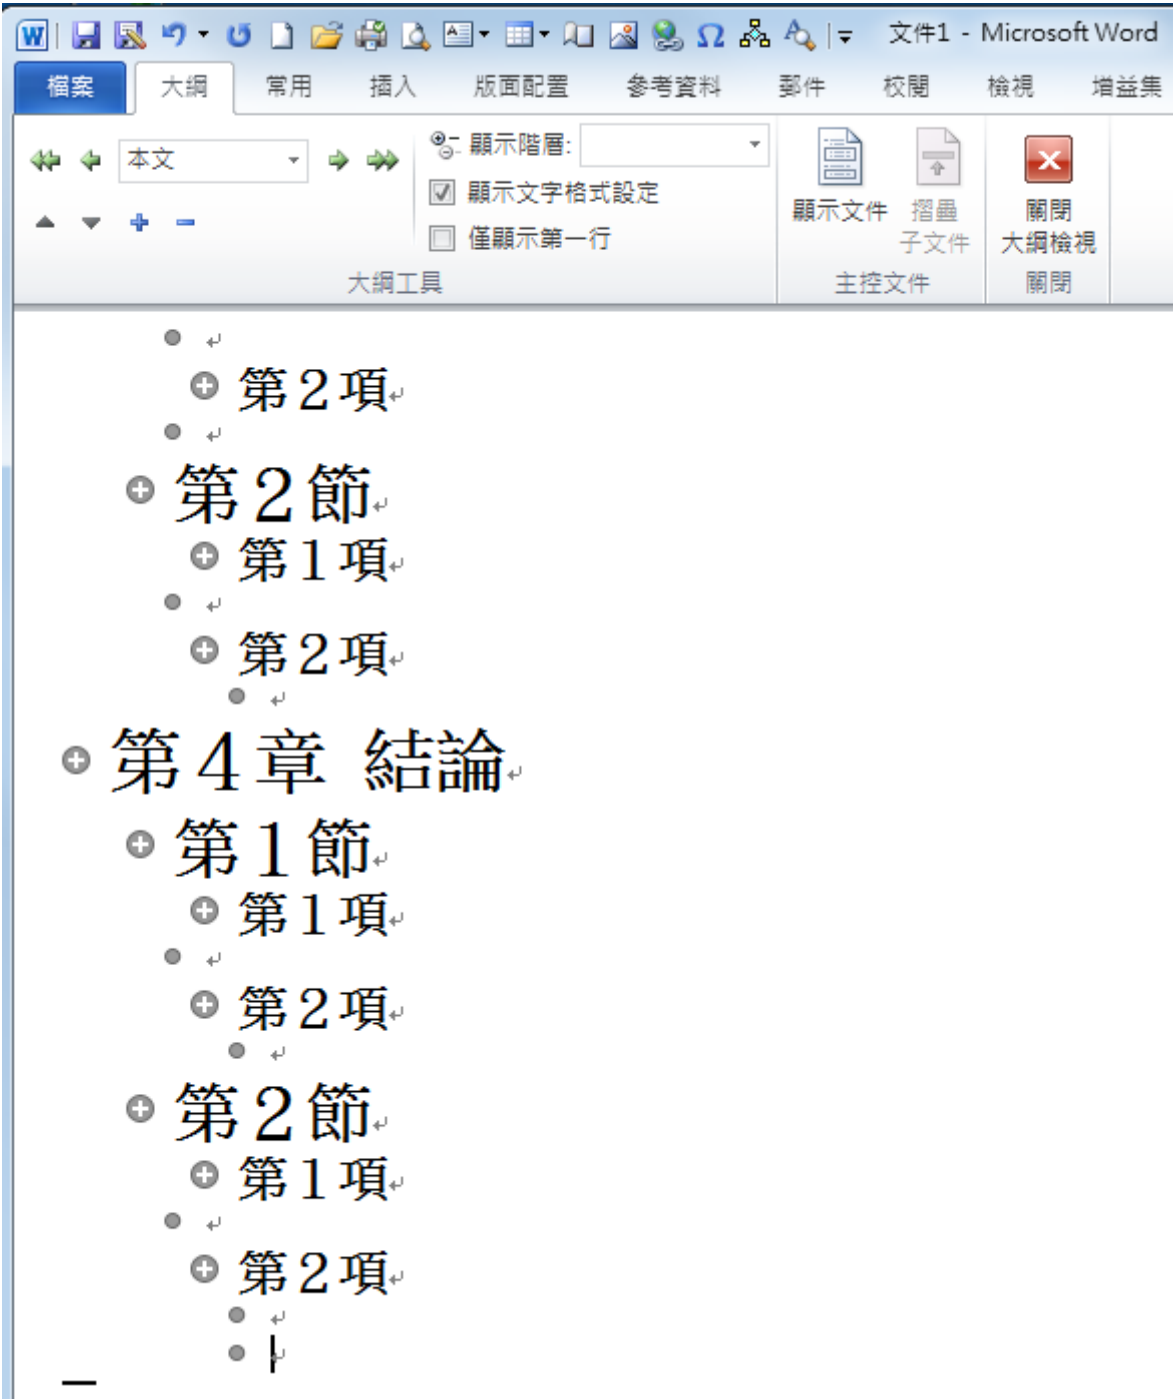 文件1 - Microsoft Word
檔案 大綱 常用 插入 版面配置 參考資料 郵件 校閱 檢視 增益集
本文
顯示階層:
顯示文字格式設定
僅顯示第一行
大綱工具
顯示文件
摺疊
子文件
主控文件
關閉
大綱檢視
關閉
第2項
第2節
第1項
第2項
第4章 結論
第1節
第1項
第2項
第2節
第1項
第2項